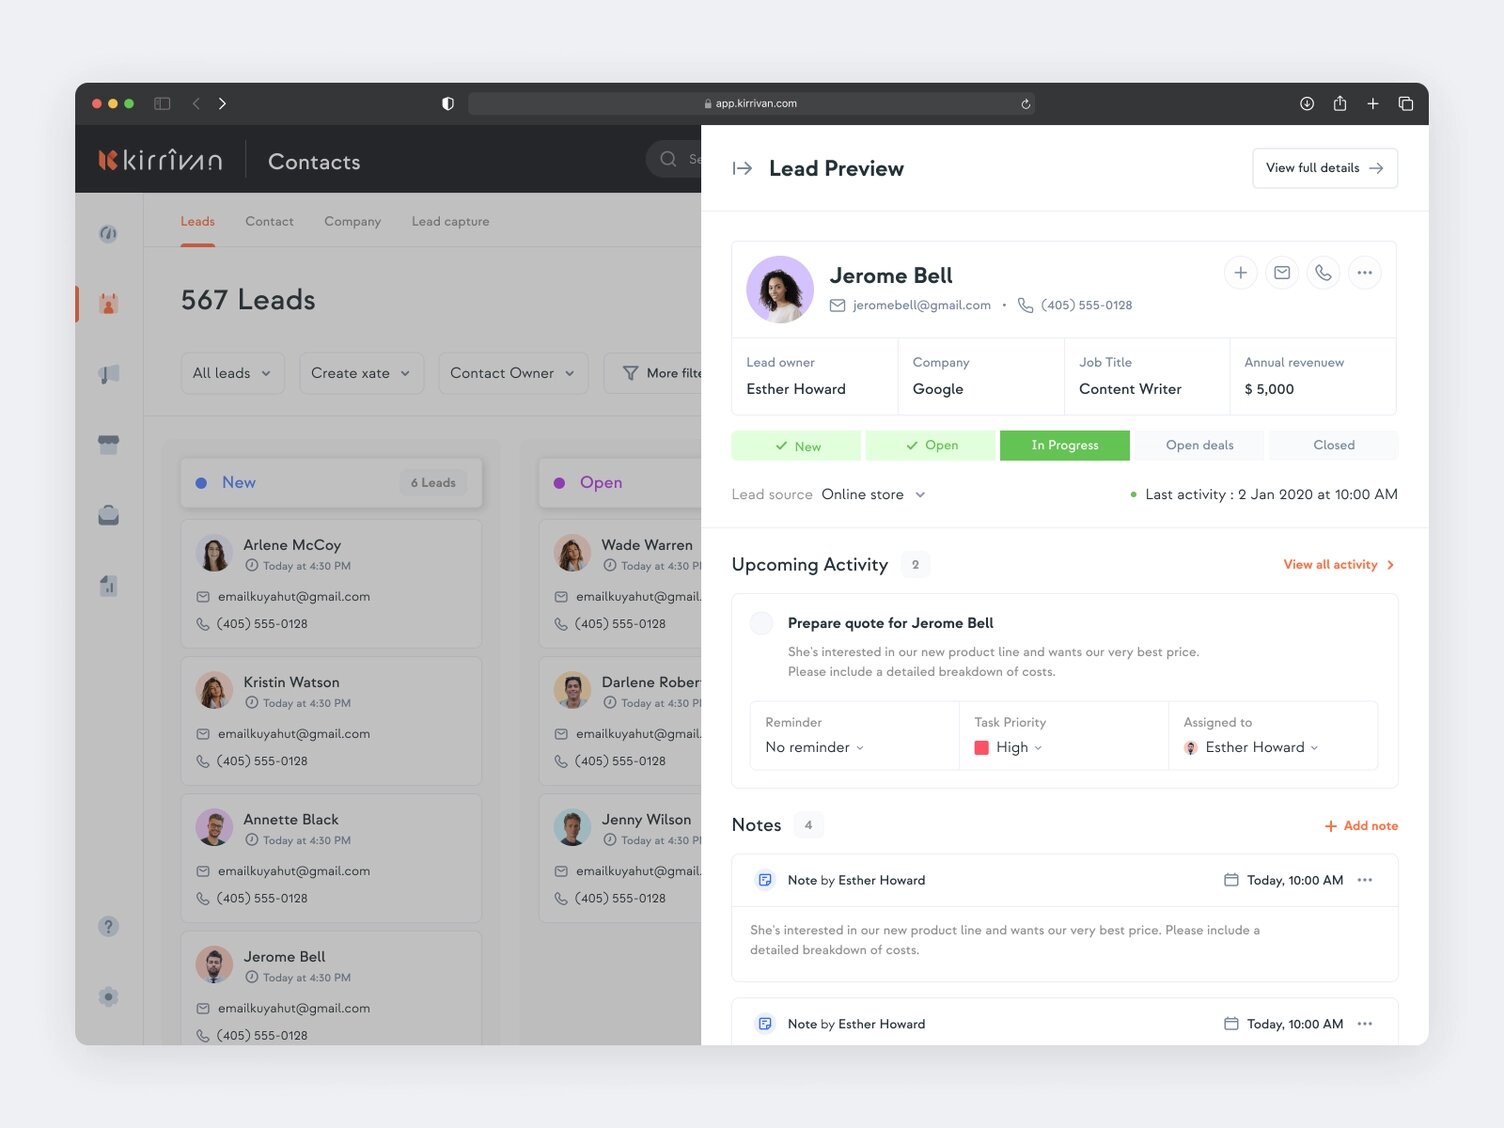 app.kirrivan.com
kirrîvan
Contacts
Se
Leads
Contact
Company
Lead capture
567 Leads
All leads
Create xate
Contact Owner
More filte
New
6 Leads
Arlene McCoy
Today at 4:30 PM
emailkuyahut@gmail.com
(405) 555-0128
Kristin Watson
Today at 4:30 PM
emailkuyahut@gmail.com
(405) 555-0128
Annette Black
Today at 4:30 PM
emailkuyahut@gmail.com
(405) 555-0128
Jerome Bell
Today at 4:30 PM
emailkuyahut@gmail.com
(405) 555-0128
Open
Wade Warren
Today at 4:30 P
emailkuyahut@gmail.
(405) 555-0128
Darlene Rober
Today at 4:30 P
emailkuyahut@gmail.
(405) 555-0128
Jenny Wilson
Today at 4:30 P
emailkuyahut@gmail.
(405) 555-0128
Lead Preview
View full details
Jerome Bell
jeromebell@gmail.com • (405) 555-0128
Lead owner
Esther Howard
Company
Google
Job Title
Content Writer
Annual revenuew
$ 5,000
New
Open
In Progress
Open deals
Closed
Lead source Online store
Last activity : 2 Jan 2020 at 10:00 AM
Upcoming Activity 2
View all activity
Prepare quote for Jerome Bell
She's interested in our new product line and wants our very best price.
Please include a detailed breakdown of costs.
Reminder
No reminder
Task Priority
High
Assigned to
Esther Howard
Notes 4
+ Add note
Note by Esther Howard
Today, 10:00 AM
She's interested in our new product line and wants our very best price. Please include a
detailed breakdown of costs.
Note by Esther Howard
Today, 10:00 AM